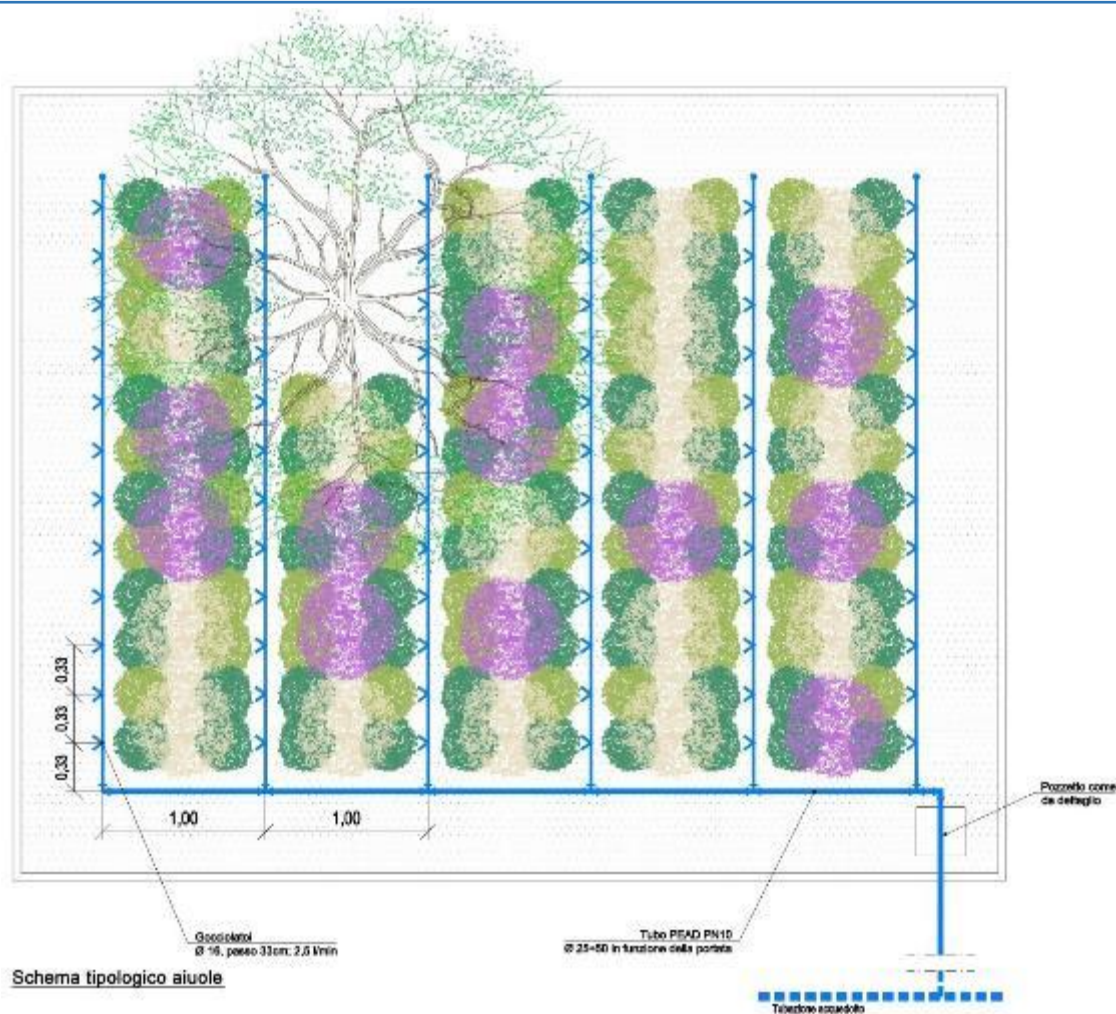 0,33
0,33
0,33
1,00
1,00
Pozzetto come
da dettaglio
Gocciolatoi
Ø 16, passo 33cm; 2,5 l/min
Tubo PEAD PN10
Ø 25÷50 in funzione della portata
Schema tipologico aiuole
Tubazione acquedotto